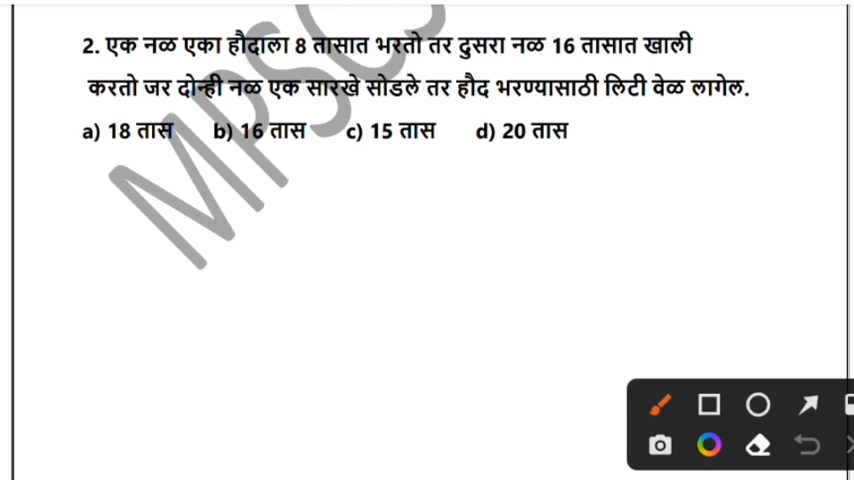 2. एक नळ एका हौदाला 8 तासात भरतो तर दुसरा नळ 16 तासात खाली
करतो जर दोन्ही नळ एक सारखे सोडले तर हौद भरण्यासाठी लिटी वेळ लागेल.
a) 18 तास b) 16 तास c) 15 तास d) 20 तास
MPSC